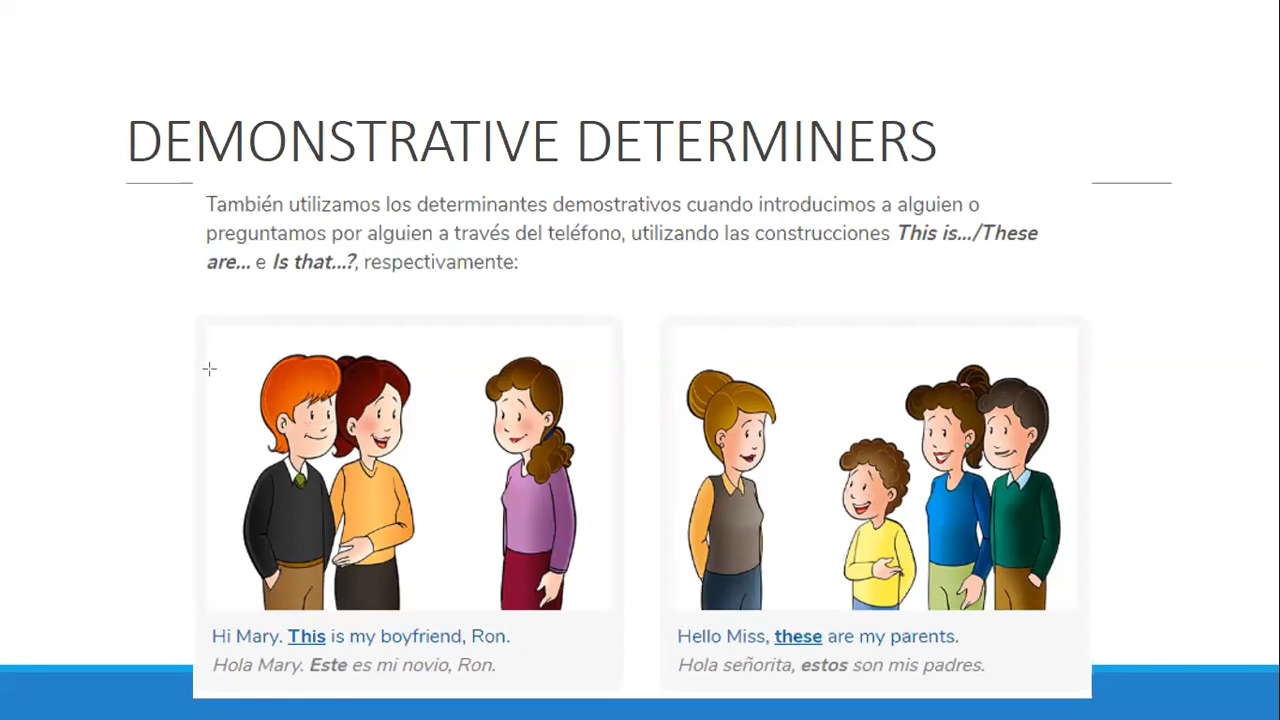 DEMONSTRATIVE DETERMINERS
También utilizamos los determinantes demostrativos cuando introducimos a alguien o
preguntamos por alguien a través del teléfono, utilizando las construcciones This is.../These
are... e Is that...?, respectivamente:
Hi Mary. This is my boyfriend, Ron.
Hola Mary. Este es mi novio, Ron.
Hello Miss, these are my parents.
Hola señorita, estos son mis padres.